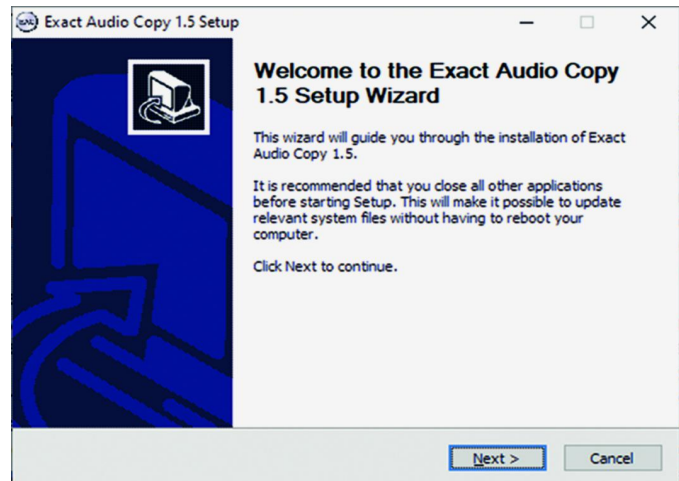 Exact Audio Copy 1.5 Setup
Welcome to the Exact Audio Copy
1.5 Setup Wizard
This wizard will guide you through the installation of Exact
Audio Copy 1.5.
It is recommended that you close all other applications
before starting Setup. This will make it possible to update
relevant system files without having to reboot your
computer.
Click Next to continue.
Next >
Cancel